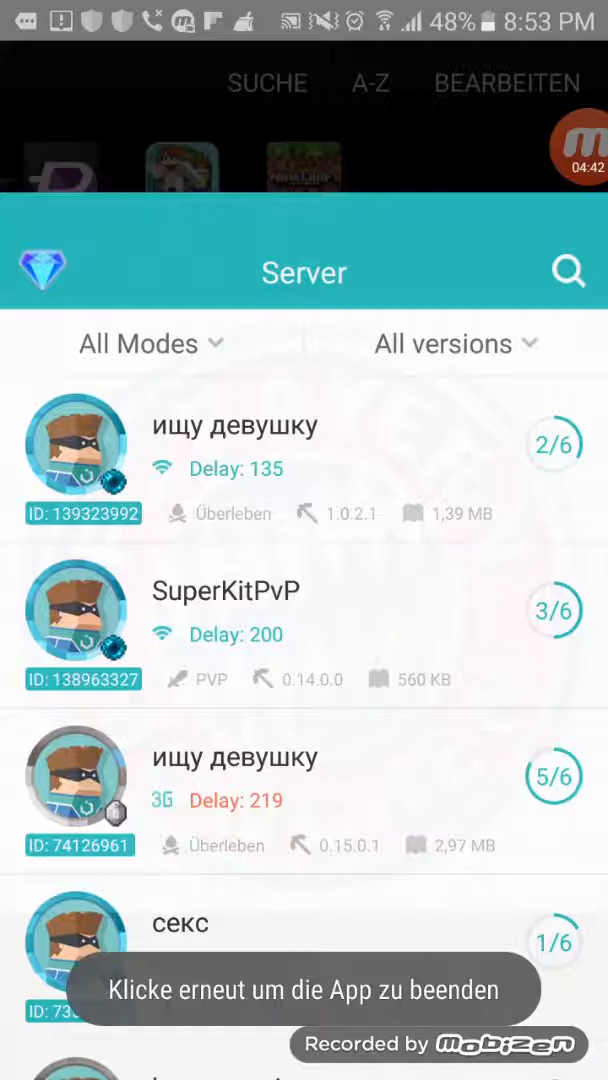 48% 8:53 PM
SUCHE A-Z BEARBEITEN
04:42
Server
All Modes All versions
ищу девушку
2/6
Delay: 135
ID: 139323992 Überleben 1.0.2.1 1,39 MB
SuperKitPvP
3/6
Delay: 200
ID: 138963327 PVP 0.14.0.0 560 KB
ищу девушку
5/6
3G Delay: 219
ID: 74126961 Überleben 0.15.0.1 2,97 MB
секс
1/6
Klicke erneut um die App zu beenden
Recorded by mobizen